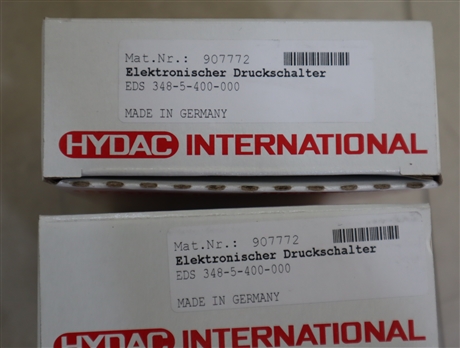 Mat.Nr.: 907772
Elektronischer Druckschalter
EDS 348-5-400-000
MADE IN GERMANY
HYDAC INTERNATIONAL
Mat.Nr.: 907772
Elektronischer Druckschalter
EDS 348-5-400-000
MADE IN GERMANY
HYDAC INTERNATIONAL